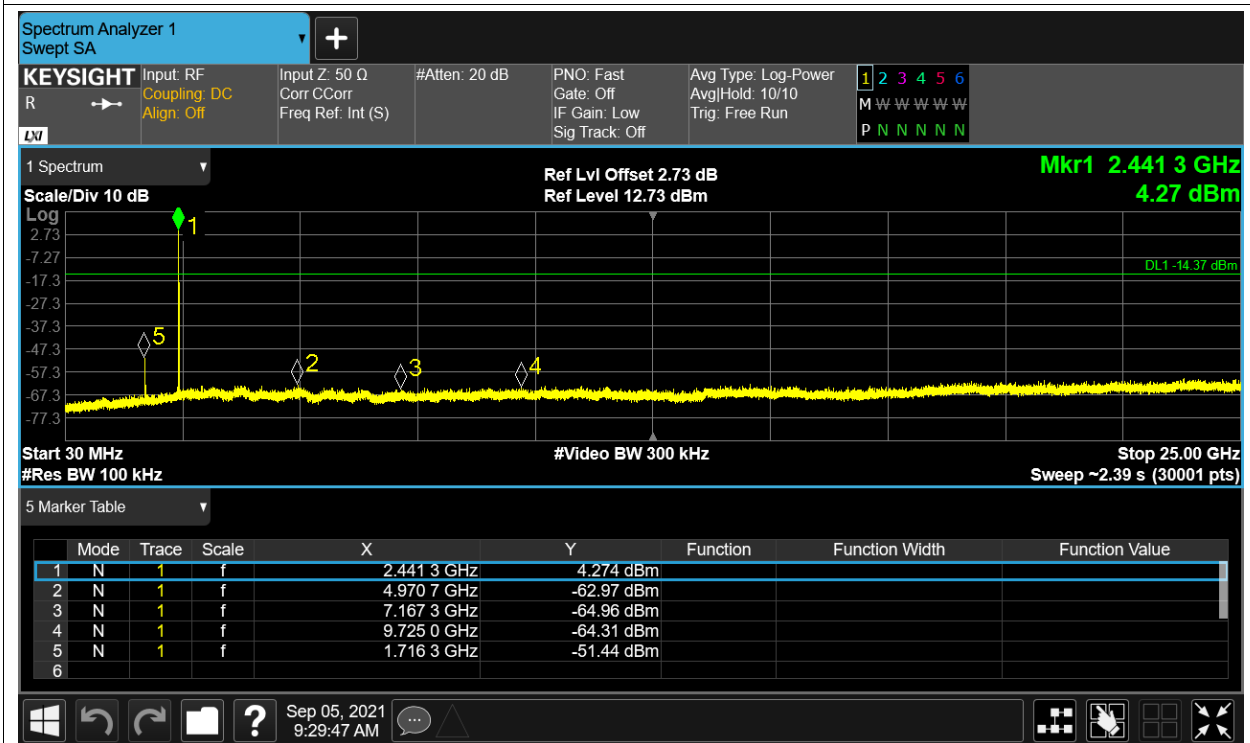 Spectrum Analyzer 1
Swept SA
+
KEYSIGHT
R
LXI
Input: RF
Coupling: DC
Align: Off
Input Z: 50 Ω
Corr CCorr
Freq Ref: Int (S)
#Atten: 20 dB
PNO: Fast
Gate: Off
IF Gain: Low
Sig Track: Off
Avg Type: Log-Power
Avg|Hold: 10/10
Trig: Free Run
1 2 3 4 5 6
M W W W W W
P N N N N N
1 Spectrum
Scale/Div 10 dB
Ref Lvl Offset 2.73 dB
Ref Level 12.73 dBm
Mkr1 2.441 3 GHz
4.27 dBm
Log
2.73
-7.27
-17.3
-27.3
-37.3
-47.3
-57.3
-67.3
-77.3
1
5
2
3
4
DL1 -14.37 dBm
Start 30 MHz
#Res BW 100 kHz
#Video BW 300 kHz
Stop 25.00 GHz
Sweep ~2.39 s (30001 pts)
5 Marker Table
Mode Trace Scale X Y Function Function Width Function Value
1 N 1 f 2.441 3 GHz 4.274 dBm
2 N 1 f 4.970 7 GHz -62.97 dBm
3 N 1 f 7.167 3 GHz -64.96 dBm
4 N 1 f 9.725 0 GHz -64.31 dBm
5 N 1 f 1.716 3 GHz -51.44 dBm
6
?
Sep 05, 2021
9:29:47 AM